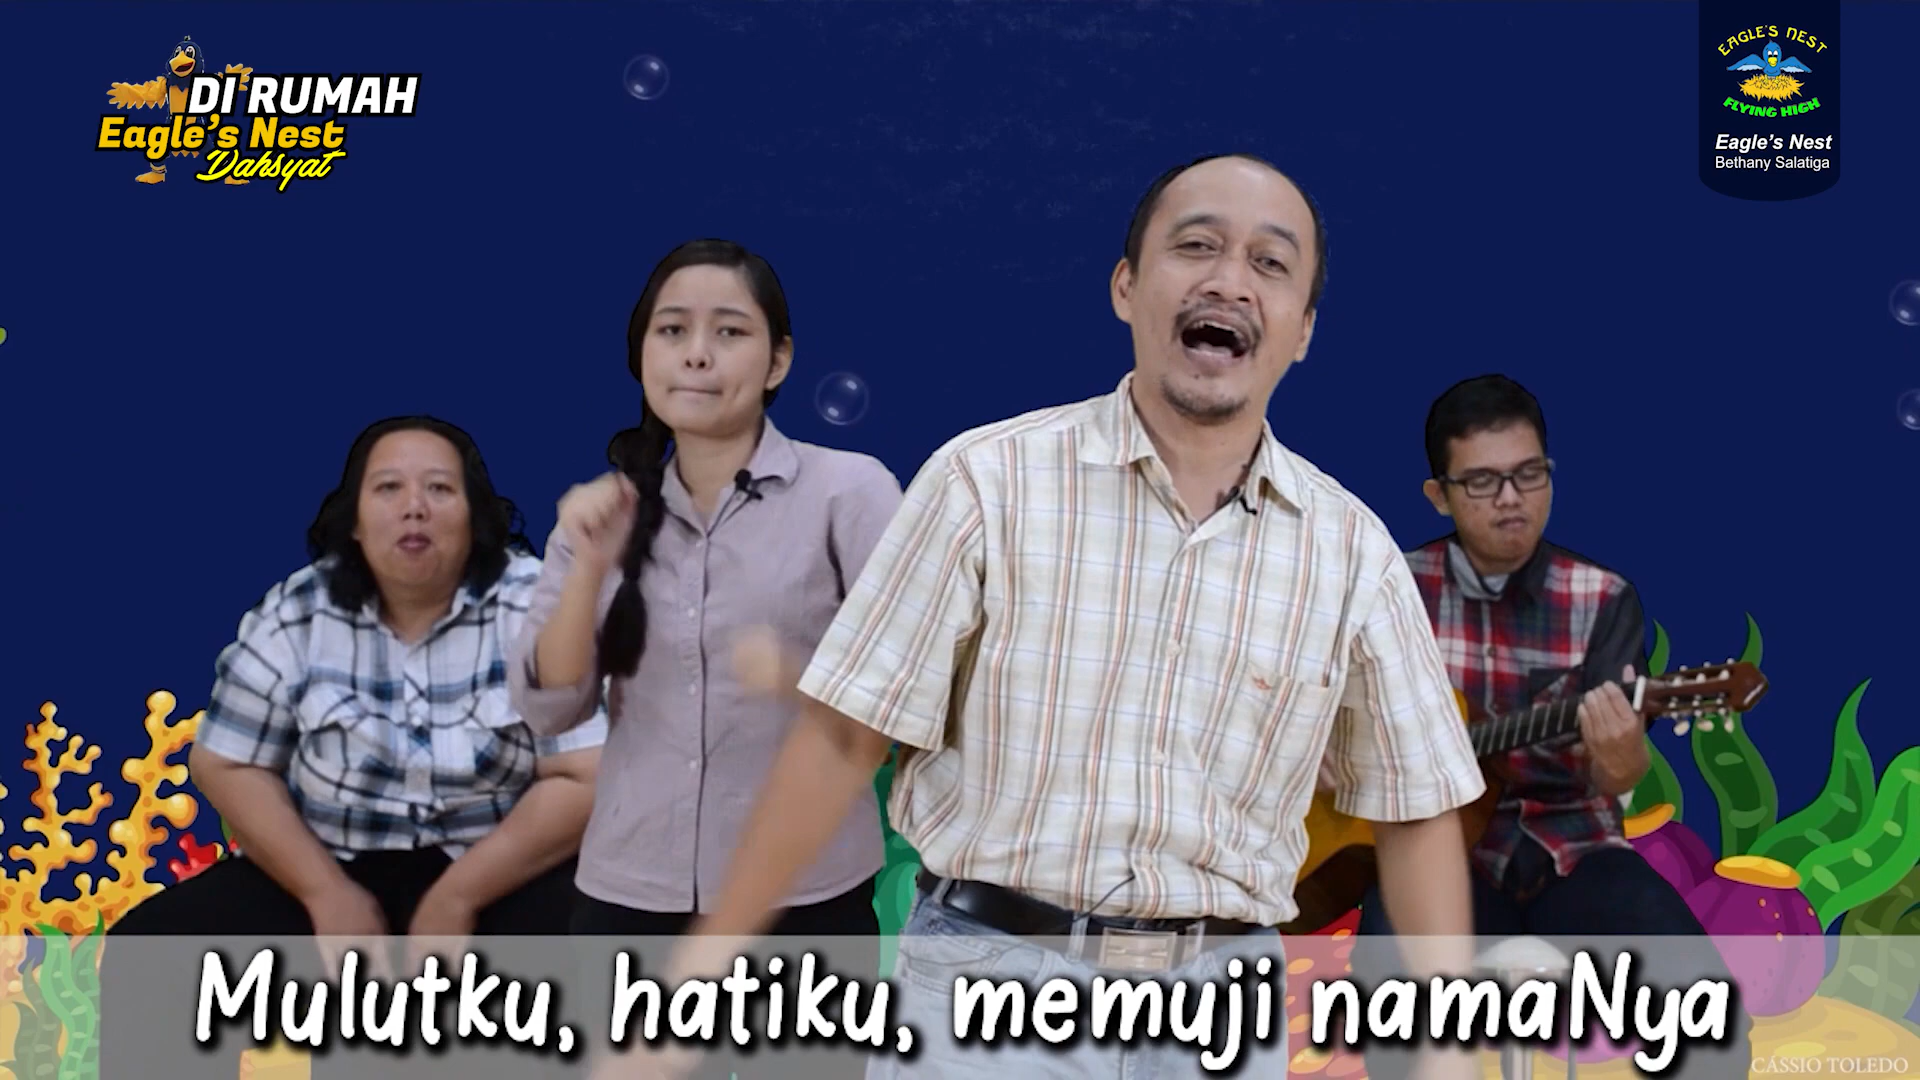 DI RUMAH
Eagle's Nest
Dahsyat
EAGLE'S NEST
FLYING HIGH
Eagle's Nest
Bethany Salatiga
Mulutku, hatiku, memuji namaNya
CÁSSIO TOLEDO